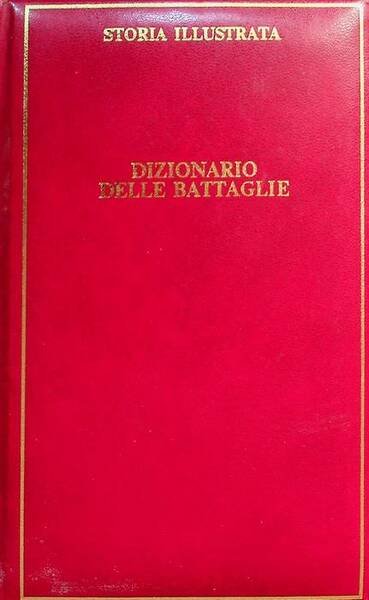 STORIA ILLUSTRATA
DIZIONARIO
DELLE BATTAGLIE